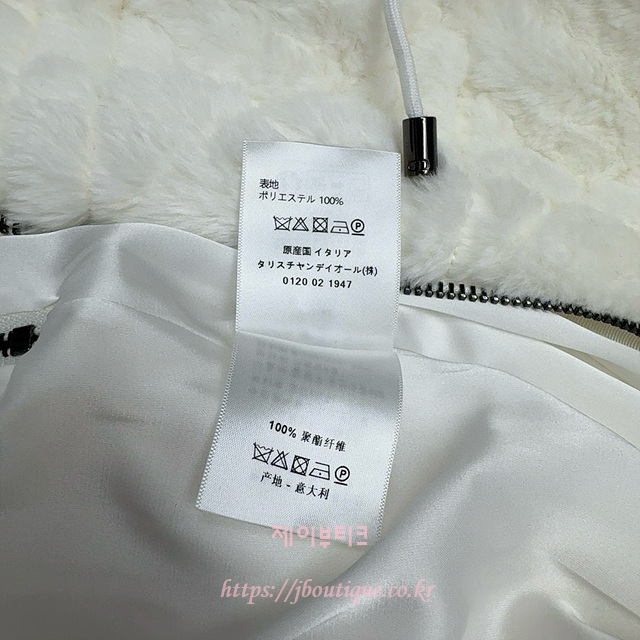 表地
ポリエステル 100%
原産国 イタリア
タリスチャンディオール(株)
0120 02 1947
100% 聚酯纤维
产地 - 意大利
제이부티크
https://jboutique.co.kr